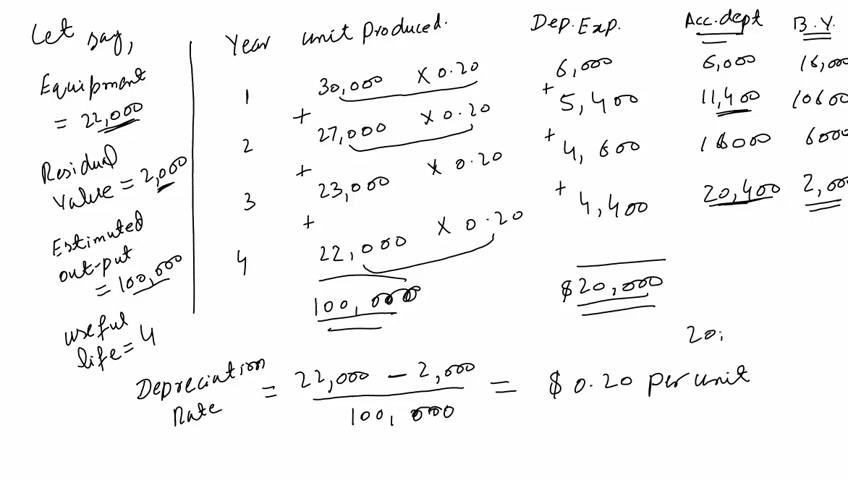 Let say,
Equipment
= 22,000
Residual
Value = 2,000
Estimated
out-put
= 100,000
useful
life = 4
Year unit Produced. Dep. Exp. Acc. dept B.V.
1 30,000 X 0.20 6,000 6,000 16,000
2 + 27,000 X 0.20 + 5,400 11,400 10600
3 + 23,000 X 0.20 + 4,600 16000 6000
4 + 22,000 X 0.20 + 4,400 20,400 2,000
100,000 $20,000
20,
Depreciation Rate = 22,000 – 2,000 / 100,000 = $ 0.20 per unit